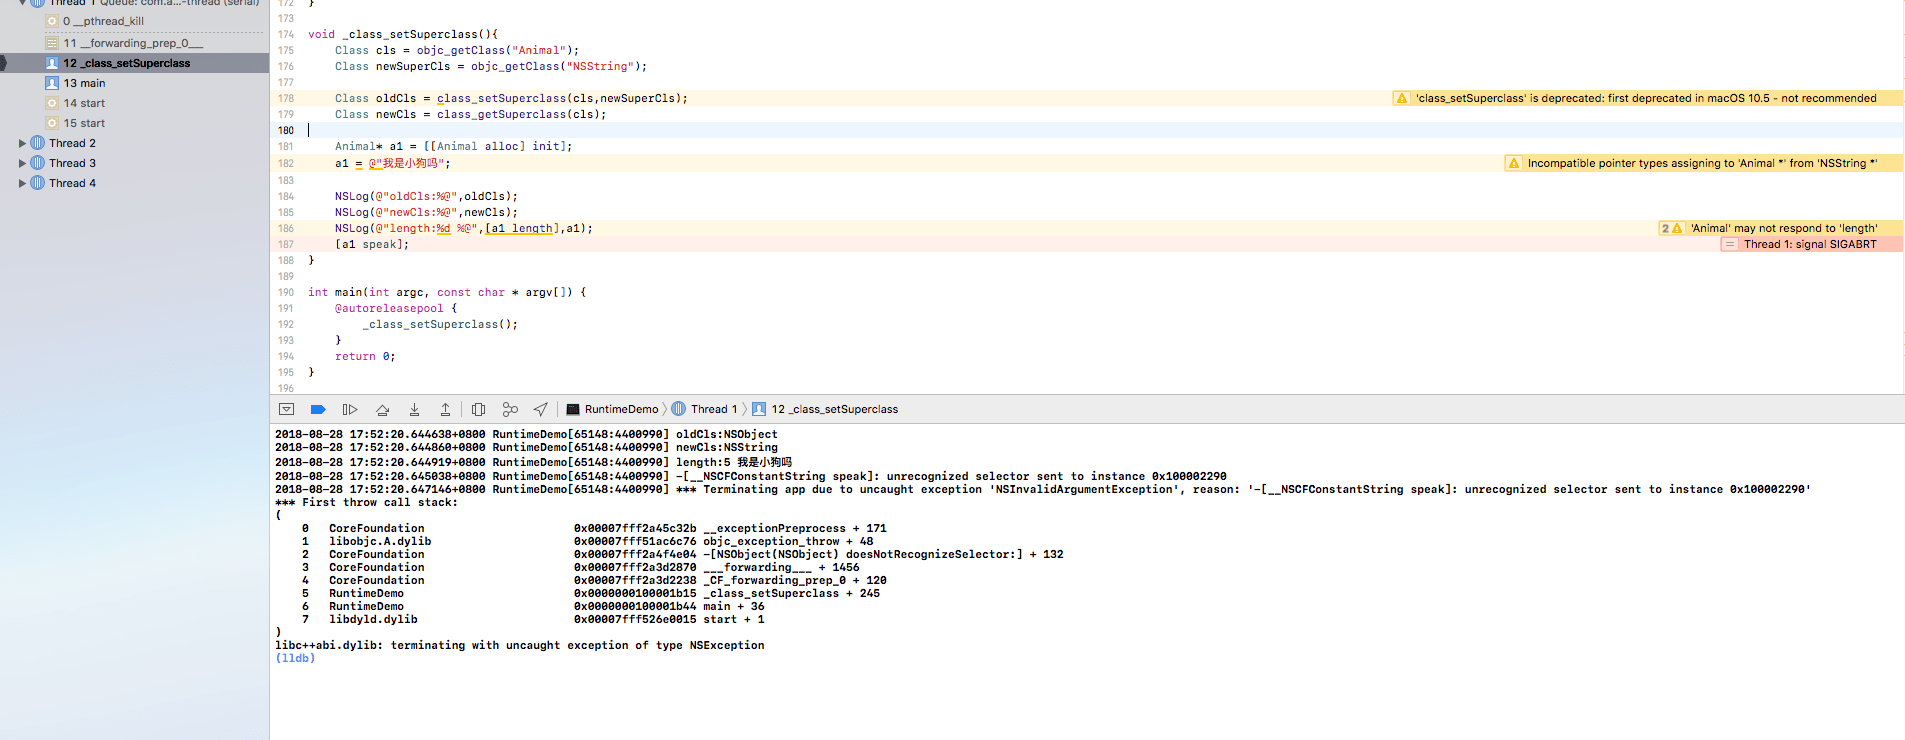 Thread 1 Queue: com.a...-thread (serial)
0 __pthread_kill
11 __forwarding_prep_0___
12 _class_setSuperclass
13 main
14 start
15 start
Thread 2
Thread 3
Thread 4
172 }
173
174 void _class_setSuperclass(){
175 Class cls = objc_getClass("Animal");
176 Class newSuperCls = objc_getClass("NSString");
177
178 Class oldCls = class_setSuperclass(cls,newSuperCls); 'class_setSuperclass' is deprecated: first deprecated in macOS 10.5 - not recommended
179 Class newCls = class_getSuperclass(cls);
180
181 Animal* a1 = [[Animal alloc] init];
182 a1 = @"我是小狗吗"; Incompatible pointer types assigning to 'Animal *' from 'NSString *'
183
184 NSLog(@"oldCls:%@",oldCls);
185 NSLog(@"newCls:%@",newCls);
186 NSLog(@"length:%d %@",[a1 length],a1); 2 'Animal' may not respond to 'length'
187 [a1 speak]; = Thread 1: signal SIGABRT
188 }
189
190 int main(int argc, const char * argv[]) {
191 @autoreleasepool {
192 _class_setSuperclass();
193 }
194 return 0;
195 }
196
RuntimeDemo Thread 1 12 _class_setSuperclass
2018-08-28 17:52:20.644638+0800 RuntimeDemo[65148:4400990] oldCls:NSObject
2018-08-28 17:52:20.644860+0800 RuntimeDemo[65148:4400990] newCls:NSString
2018-08-28 17:52:20.644919+0800 RuntimeDemo[65148:4400990] length:5 我是小狗吗
2018-08-28 17:52:20.645038+0800 RuntimeDemo[65148:4400990] -[__NSCFConstantString speak]: unrecognized selector sent to instance 0x100002290
2018-08-28 17:52:20.647146+0800 RuntimeDemo[65148:4400990] *** Terminating app due to uncaught exception 'NSInvalidArgumentException', reason: '-[__NSCFConstantString speak]: unrecognized selector sent to instance 0x100002290'
*** First throw call stack:
(
0 CoreFoundation 0x00007fff2a45c32b __exceptionPreprocess + 171
1 libobjc.A.dylib 0x00007fff51ac6c76 objc_exception_throw + 48
2 CoreFoundation 0x00007fff2a4f4e04 -[NSObject(NSObject) doesNotRecognizeSelector:] + 132
3 CoreFoundation 0x00007fff2a3d2870 ___forwarding___ + 1456
4 CoreFoundation 0x00007fff2a3d2238 _CF_forwarding_prep_0 + 120
5 RuntimeDemo 0x0000000100001b15 _class_setSuperclass + 245
6 RuntimeDemo 0x0000000100001b44 main + 36
7 libdyld.dylib 0x00007fff526e0015 start + 1
)
libc++abi.dylib: terminating with uncaught exception of type NSException
(lldb)